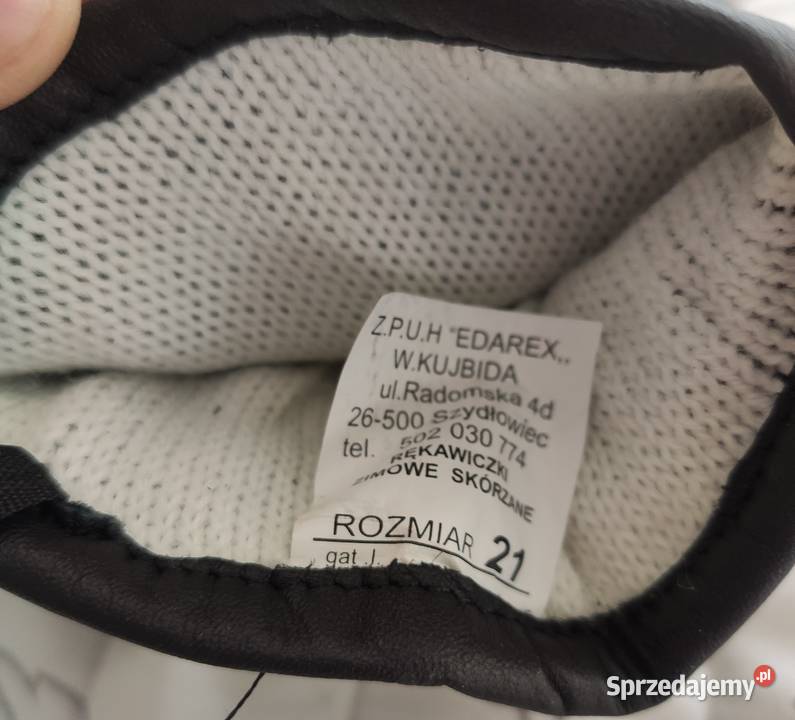 Z.P.U.H "EDAREX,,
W.KUJBIDA
ul.Radomska 4d
26-500 Szydłowiec
tel. 502 030 774
RĘKAWICZKI
ZIMOWE SKÓRZANE
ROZMIAR 21
gat .I.
Sprzedajemy.pl